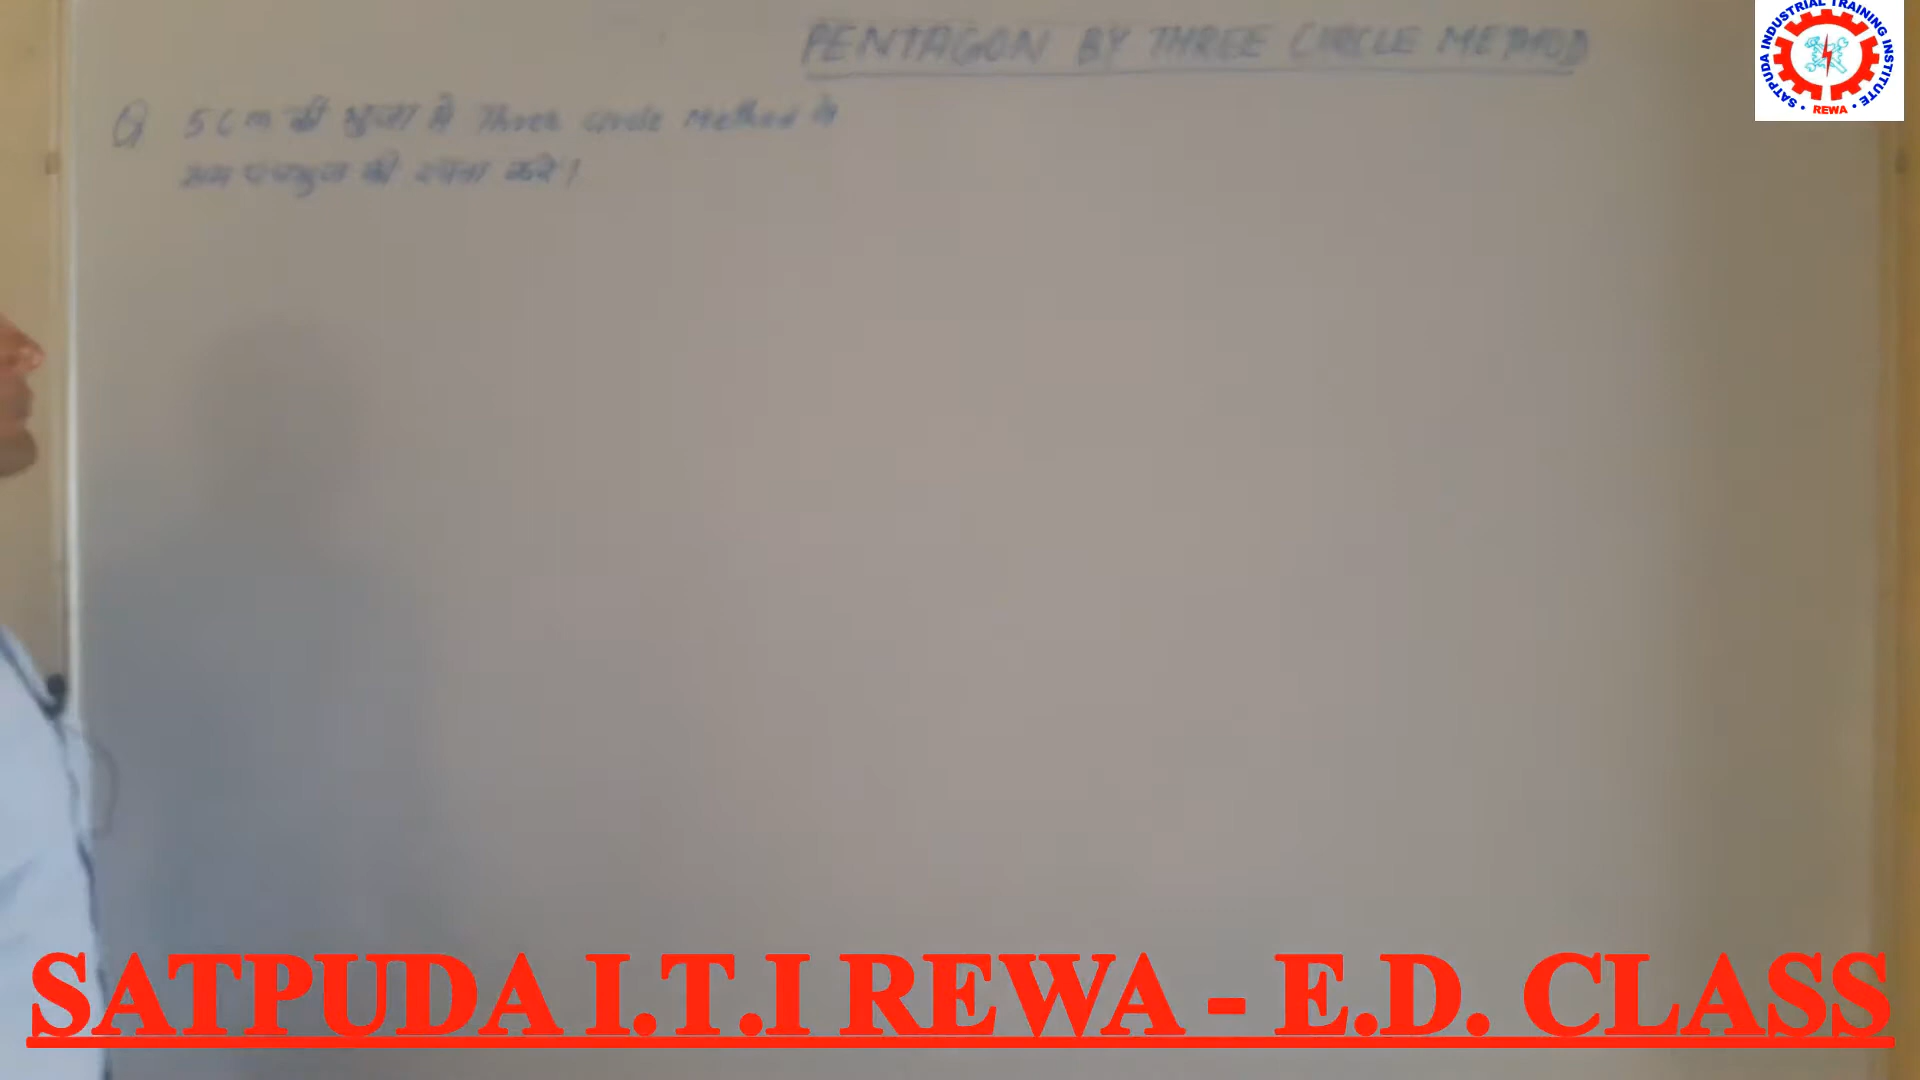 PENTAGON BY THREE CIRCLE METHOD
SATPUDA INDUSTRIAL TRAINING INSTITUTE
REWA
Q 5 cm की भुजा से Three Circle Method से
सम पंचभुज की रचना करे।
SATPUDA I.T.I REWA - E.D. CLASS